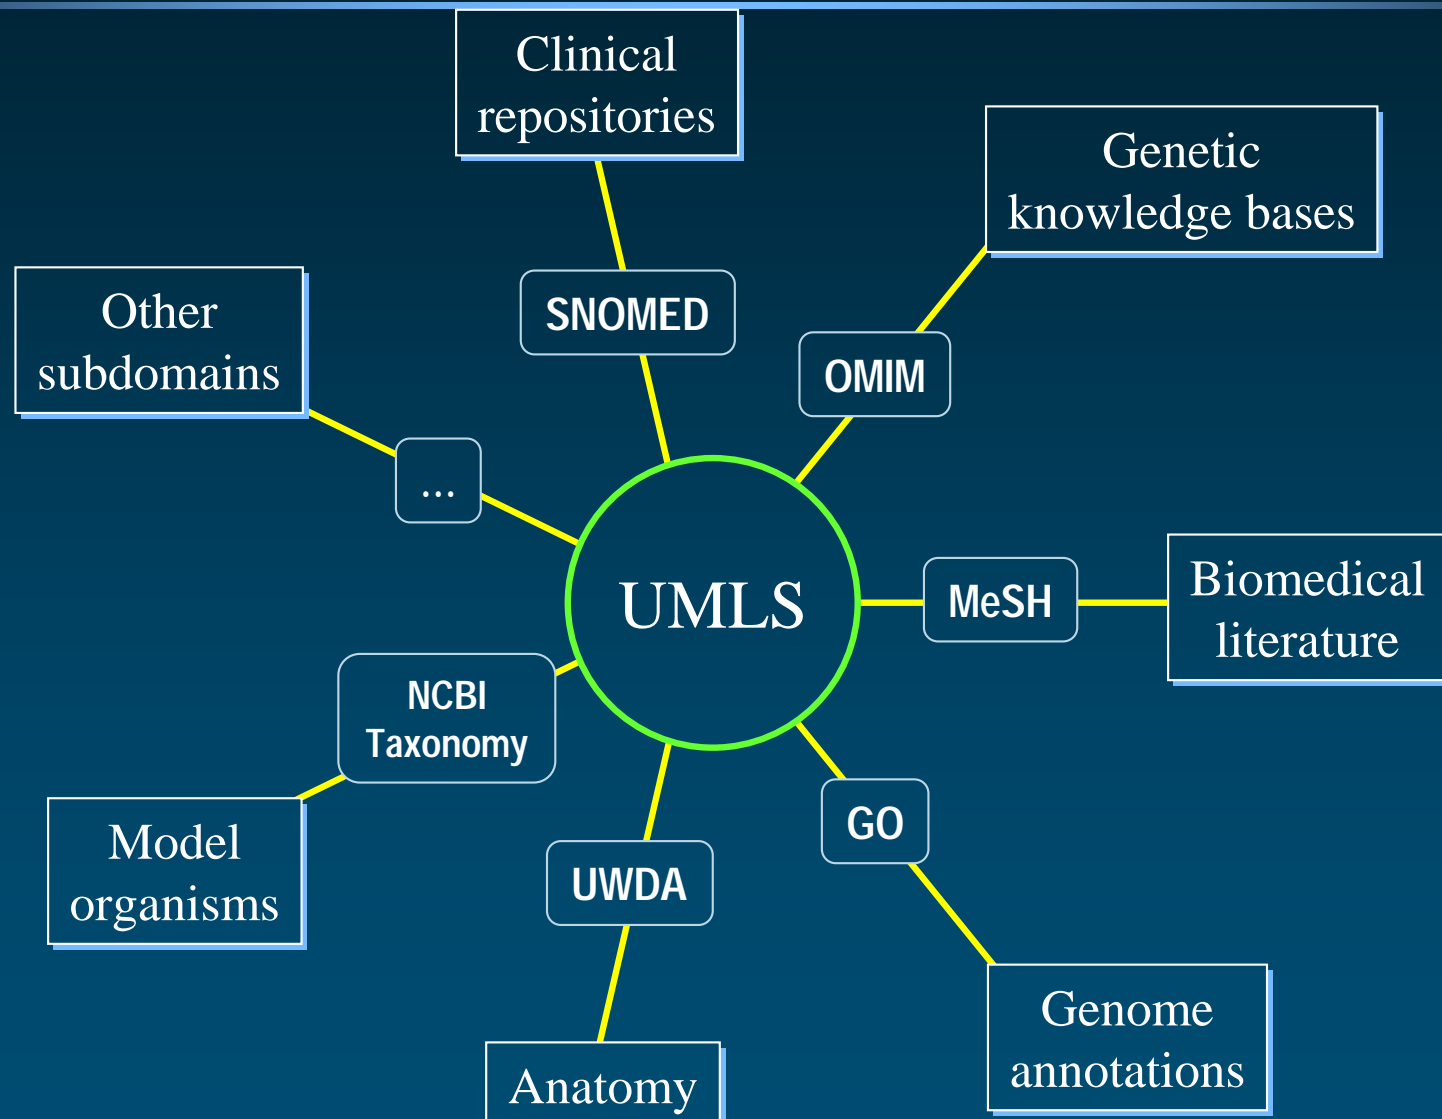 Clinical
repositories
Genetic
knowledge bases
SNOMED
Other
subdomains
OMIM
...
UMLS
MeSH
Biomedical
literature
NCBI
Taxonomy
GO
Model
organisms
UWDA
Genome
annotations
Anatomy